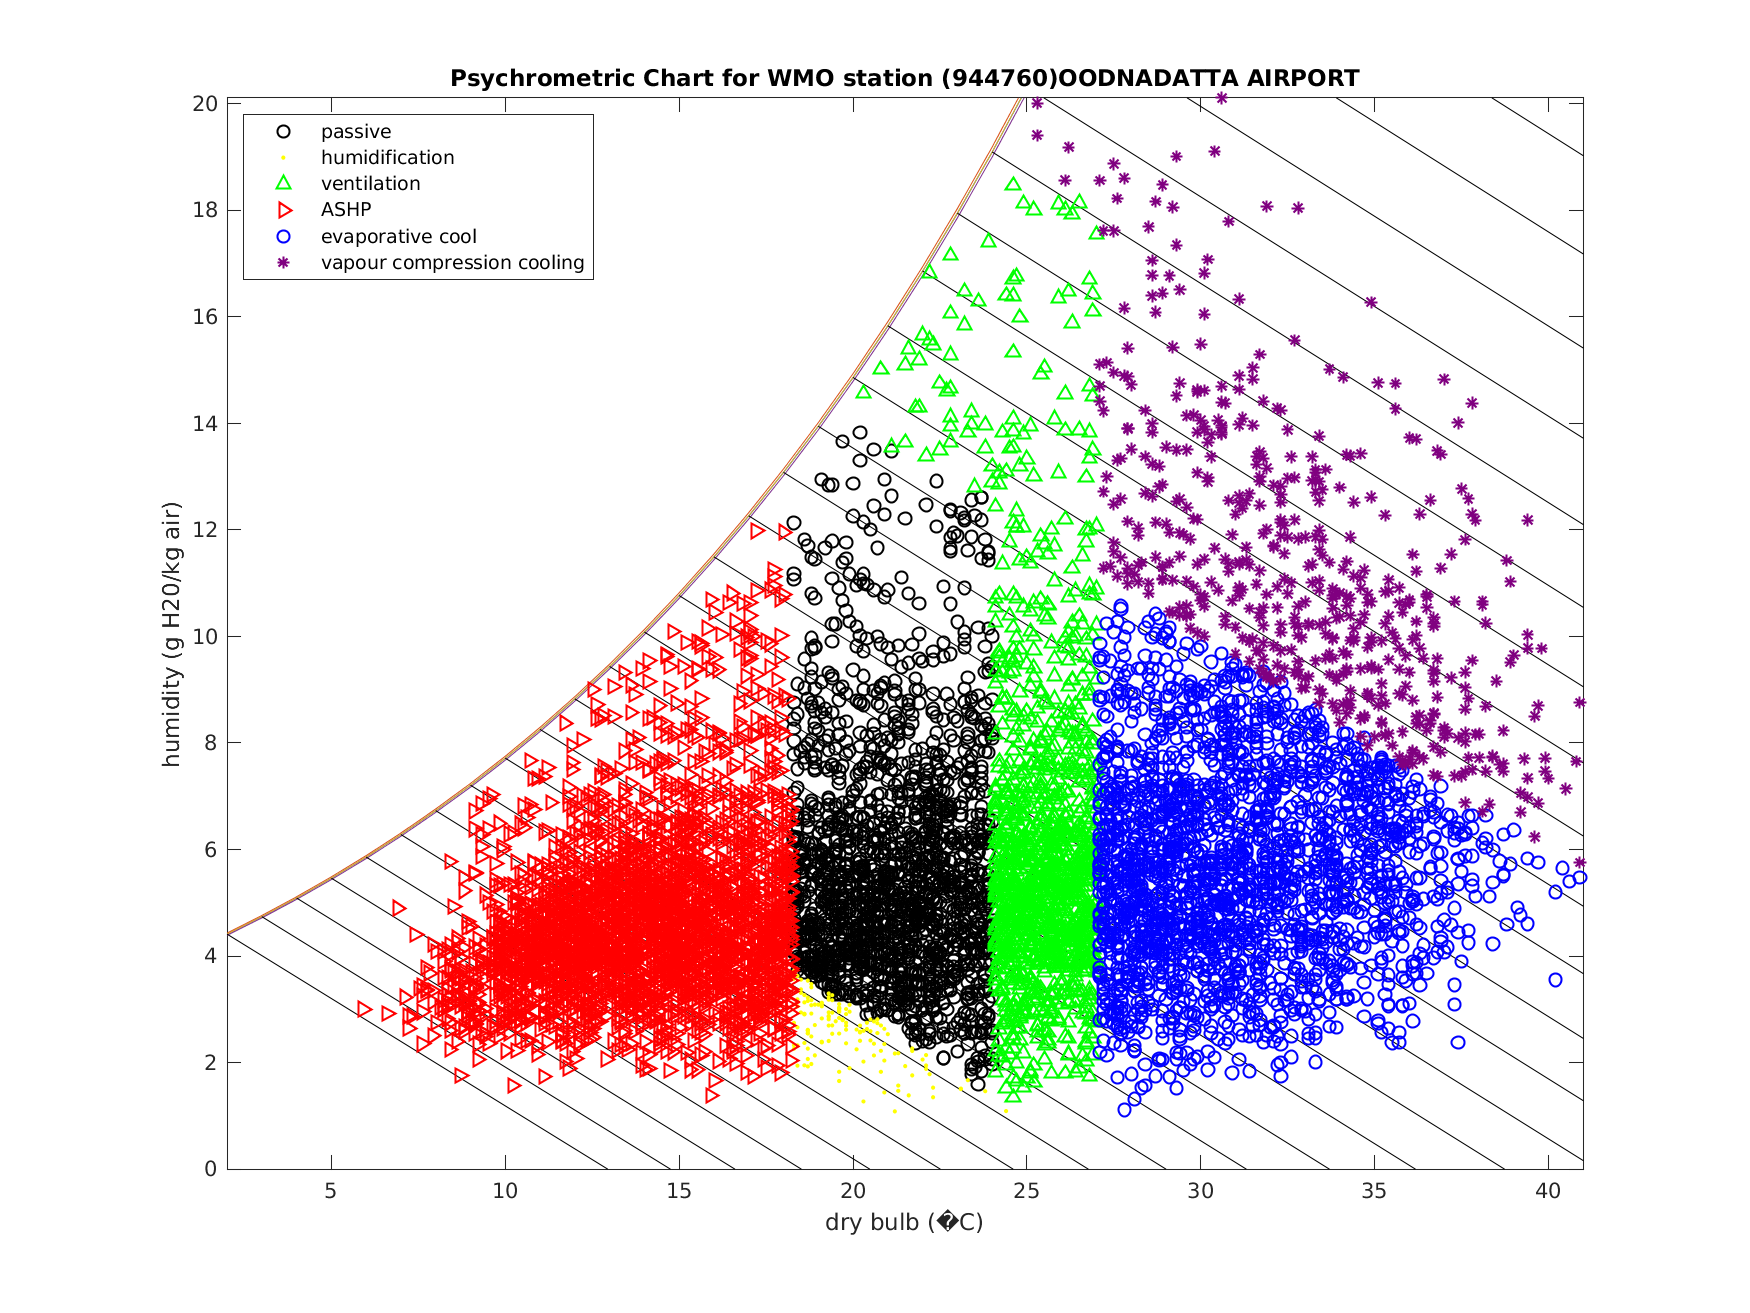 Psychrometric Chart for WMO station (944760)OODNADATTA AIRPORT
passive
humidification
ventilation
ASHP
evaporative cool
vapour compression cooling
humidity (g H20/kg air)
20
18
16
14
12
10
8
6
4
2
0
5 10 15 20 25 30 35 40
dry bulb (�C)